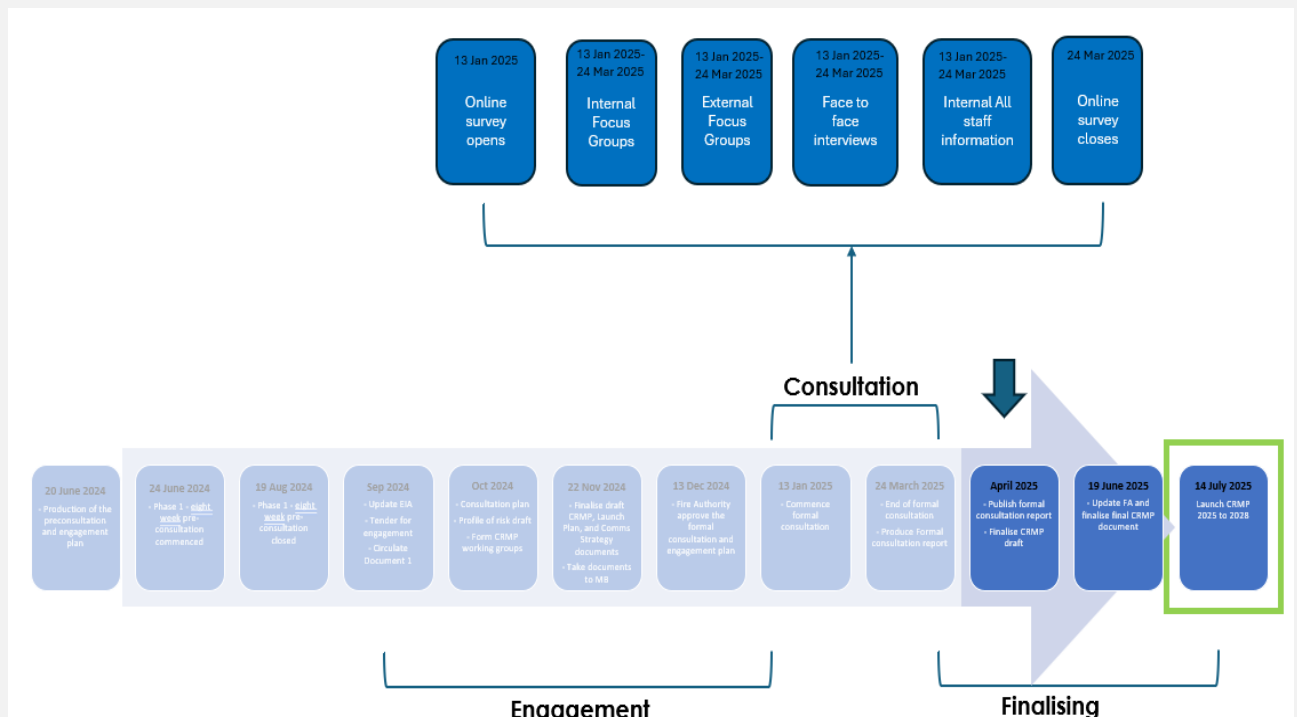 13 Jan 2025
Online
survey
opens
13 Jan 2025-
24 Mar 2025
Internal
Focus
Groups
13 Jan 2025-
24 Mar 2025
External
Focus
Groups
13 Jan 2025-
24 Mar 2025
Face to
face
interviews
13 Jan 2025-
24 Mar 2025
Internal All
staff
information
24 Mar 2025
Online
survey
closes
Consultation
20 June 2024
- Production of the
preconsultation
and engagement
plan
24 June 2024
- Phase 1 - eight
week pre-
consultation
commenced
19 Aug 2024
- Phase 1 - eight
week pre-
consultation
closed
Sep 2024
- Update EIA
- Tender for
engagement
- Circulate
Document 1
Oct 2024
- Consultation plan
- Profile of risk draft
- Form CRMP
working groups
22 Nov 2024
- Finalise draft
CRMP, Launch
Plan, and Comms
Strategy
documents
- Take documents
to MB
13 Dec 2024
- Fire Authority
approve the
formal
consultation and
engagement plan
13 Jan 2025
- Commence
formal
consultation
24 March 2025
- End of formal
consultation
- Produce Formal
consultation report
April 2025
- Publish formal
consultation report
- Finalise CRMP
draft
19 June 2025
- Update FA and
finalise final CRMP
document
14 July 2025
Launch CRMP
2025 to 2028
Engagement
Finalising